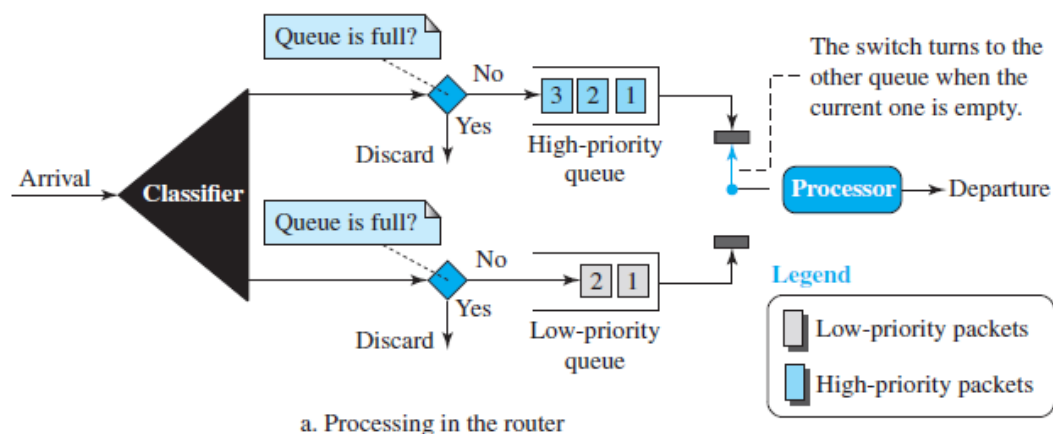 Queue is full?
No
3 2 1
Yes
Discard
High-priority
queue
The switch turns to the
other queue when the
current one is empty.
Arrival
Classifier
Processor
Departure
Queue is full?
No
2 1
Yes
Discard
Low-priority
queue
Legend
Low-priority packets
High-priority packets
a. Processing in the router